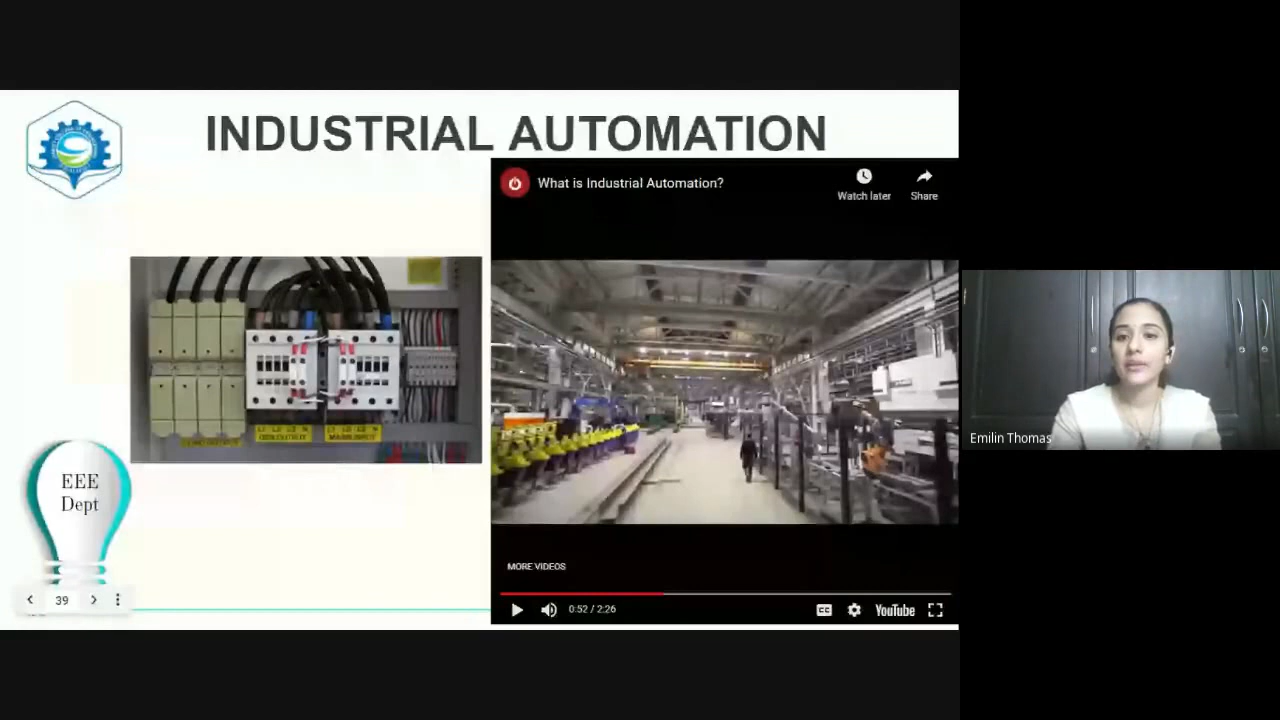 INDUSTRIAL AUTOMATION
What is Industrial Automation?
Watch later
Share
EEE
Dept
39
MORE VIDEOS
0:52 / 2:26
CC
YouTube
Emilin Thomas